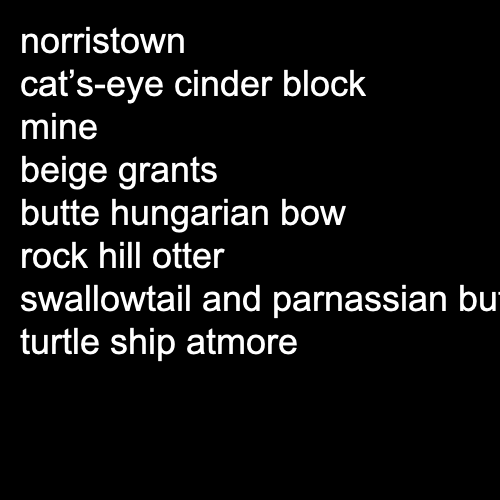 norristown
cat’s-eye cinder block
mine
beige grants
butte hungarian bow
rock hill otter
swallowtail and parnassian
turtle ship atmore